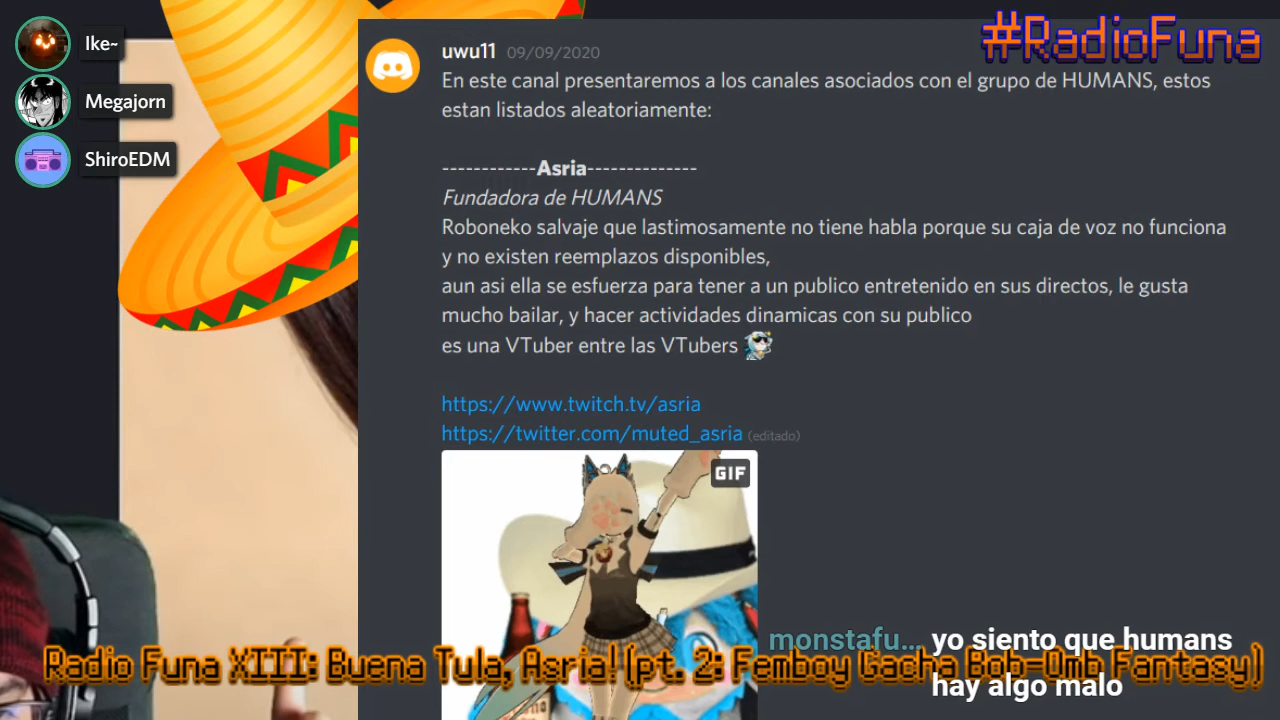 Ike~
Megajorn
ShiroEDM
#RadioFuna
uwu11 09/09/2020
En este canal presentaremos a los canales asociados con el grupo de HUMANS, estos
estan listados aleatoriamente:
------------Asria--------------
Fundadora de HUMANS
Roboneko salvaje que lastimosamente no tiene habla porque su caja de voz no funciona
y no existen reemplazos disponibles,
aun asi ella se esfuerza para tener a un publico entretenido en sus directos, le gusta
mucho bailar, y hacer actividades dinamicas con su publico
es una VTuber entre las VTubers
https://www.twitch.tv/asria
https://twitter.com/muted_asria (editado)
GIF
monstafu... yo siento que humans
hay algo malo
Radio Funa XIII: Buena Tula, Asria! (pt. 2: Femboy Gacha Bob-Omb Fantasy)